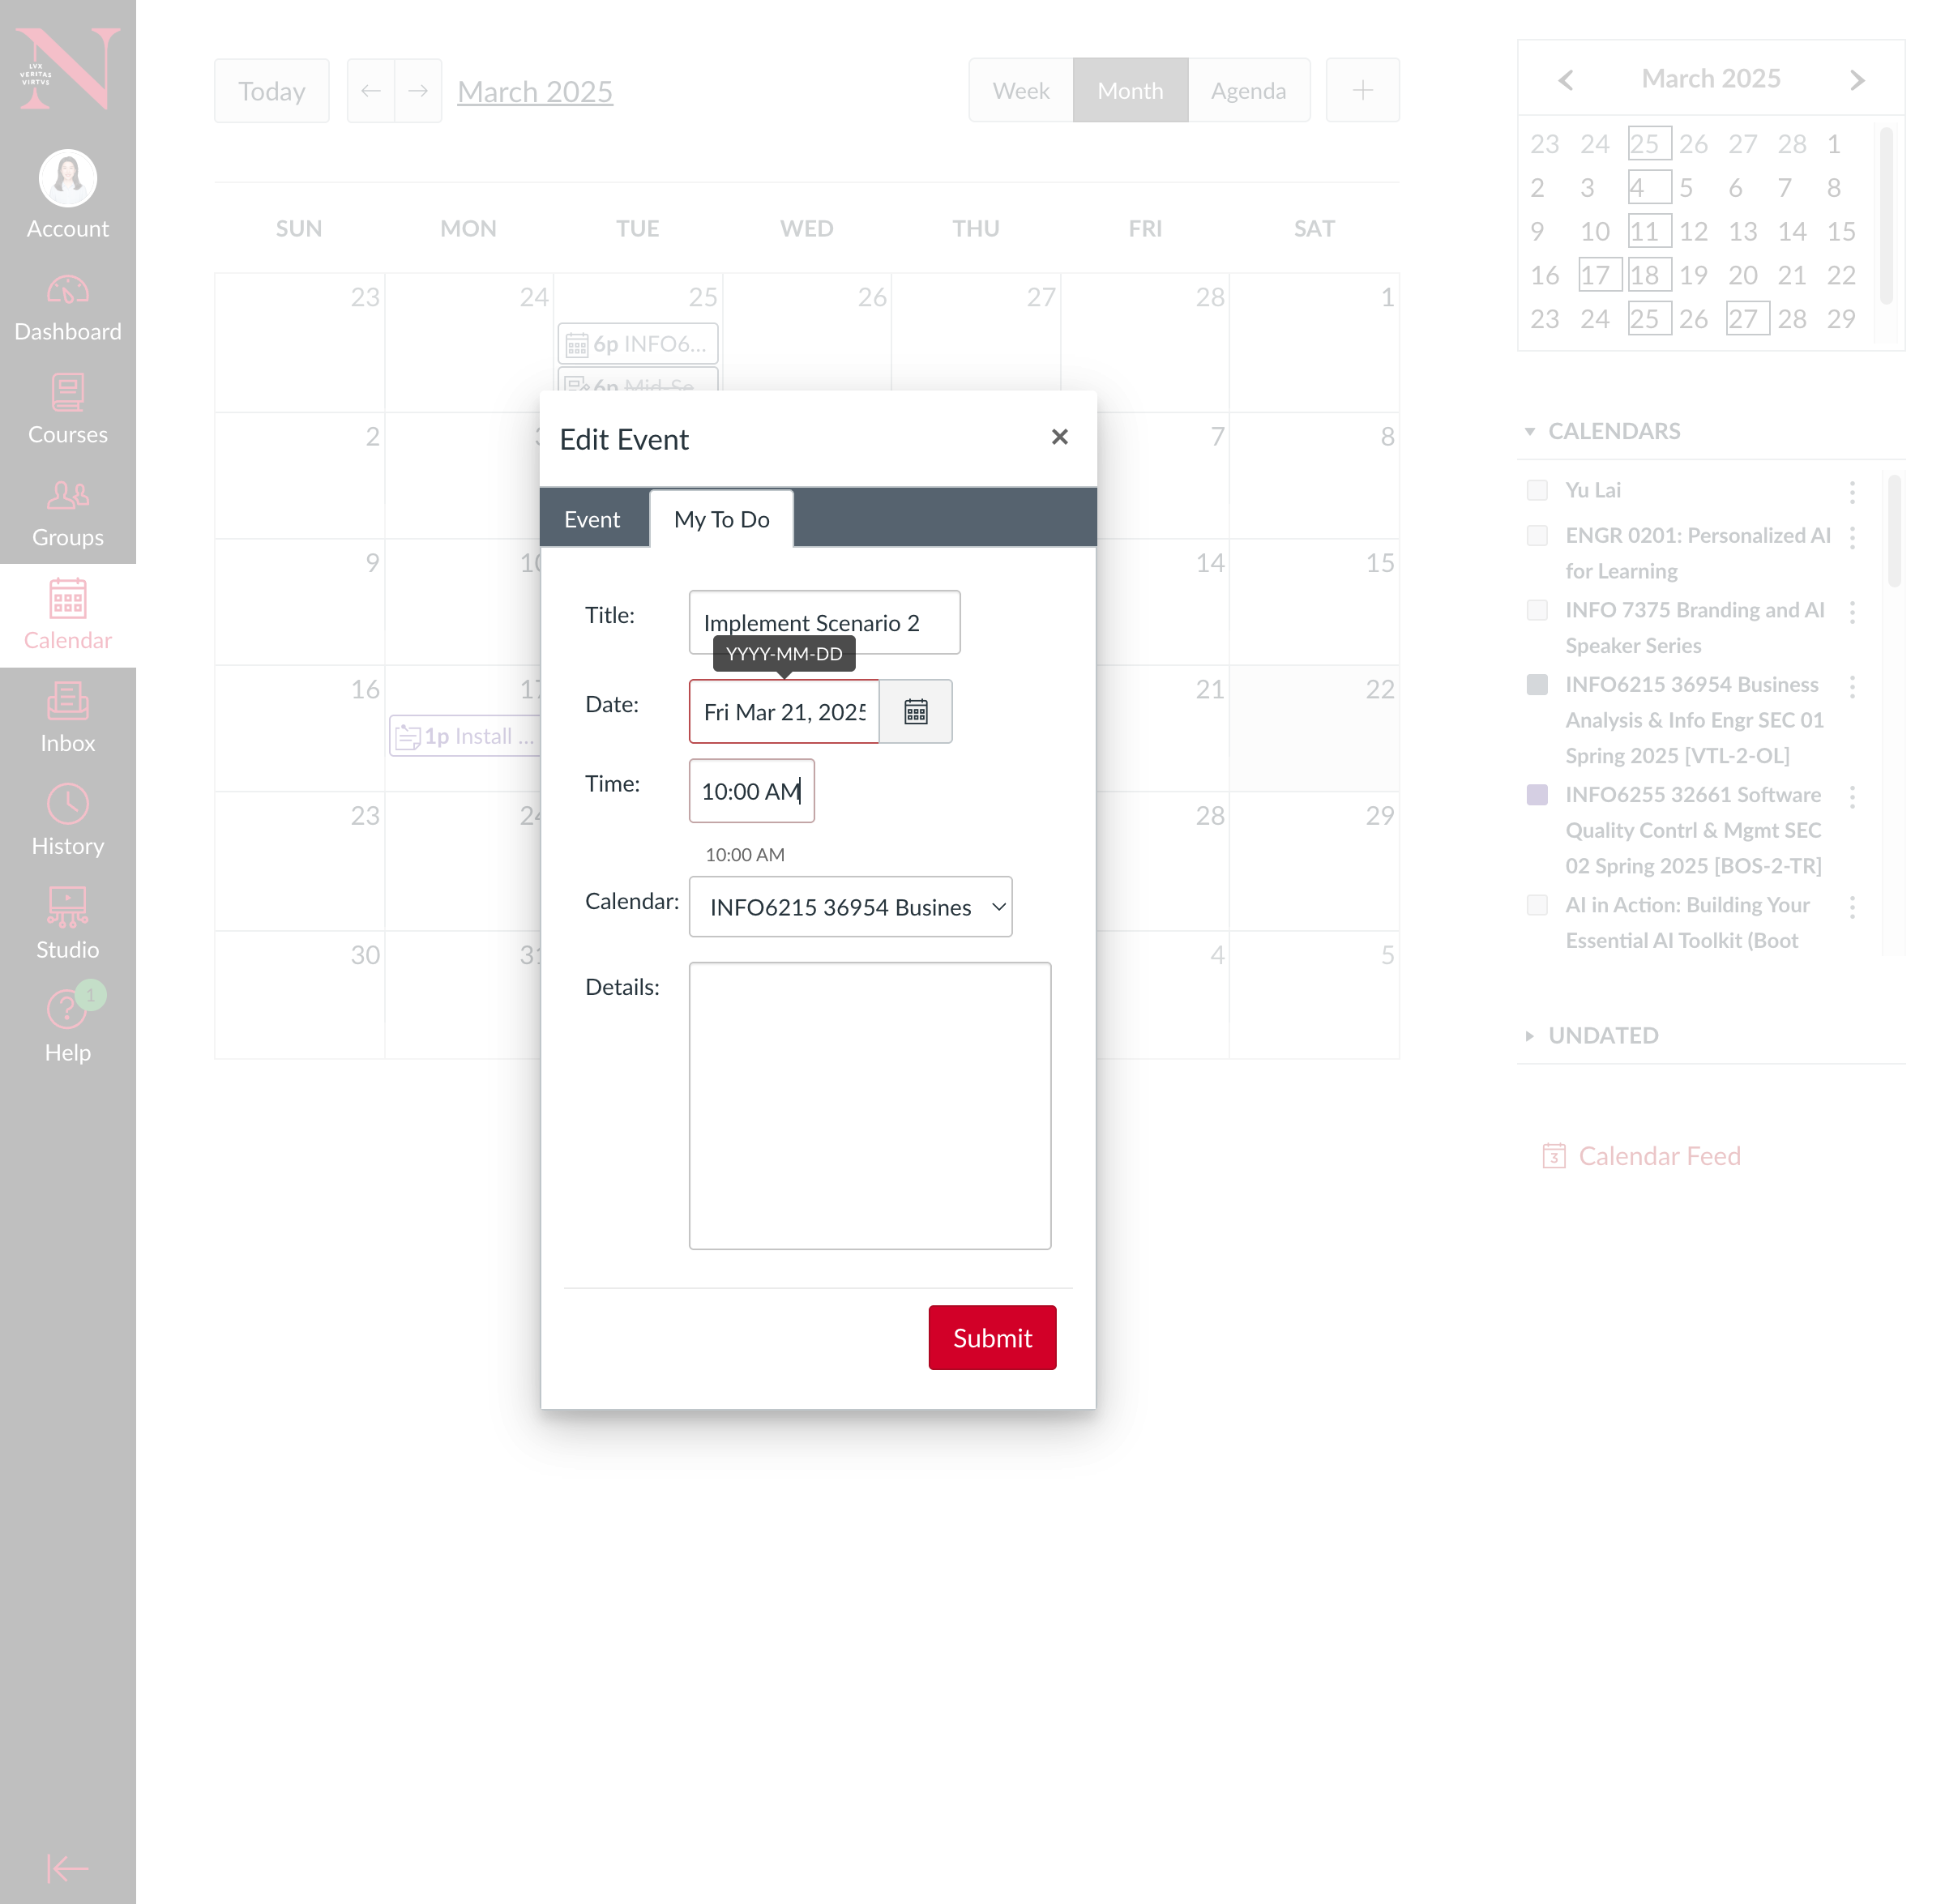 LVX
VERITAS
VIRTVS
Account
Dashboard
Courses
Groups
Calendar
Inbox
History
Studio
1
Help
Today
March 2025
Week
Month
Agenda
SUN MON TUE WED THU FRI SAT
23 24 25 26 27 28 1
6p INFO6...
6p Mid-Se
2 7 8
9 10 14 15
16 17 21 22
1p Install ...
23 24 28 29
30 31 4 5
Edit Event
Event
My To Do
Title:
Implement Scenario 2
YYYY-MM-DD
Date:
Fri Mar 21, 2025
Time:
10:00 AM
10:00 AM
Calendar:
INFO6215 36954 Busines
Details:
Submit
March 2025
23 24 25 26 27 28 1
2 3 4 5 6 7 8
9 10 11 12 13 14 15
16 17 18 19 20 21 22
23 24 25 26 27 28 29
CALENDARS
Yu Lai
ENGR 0201: Personalized AI
for Learning
INFO 7375 Branding and AI
Speaker Series
INFO6215 36954 Business
Analysis & Info Engr SEC 01
Spring 2025 [VTL-2-OL]
INFO6255 32661 Software
Quality Contrl & Mgmt SEC
02 Spring 2025 [BOS-2-TR]
AI in Action: Building Your
Essential AI Toolkit (Boot
UNDATED
3
Calendar Feed